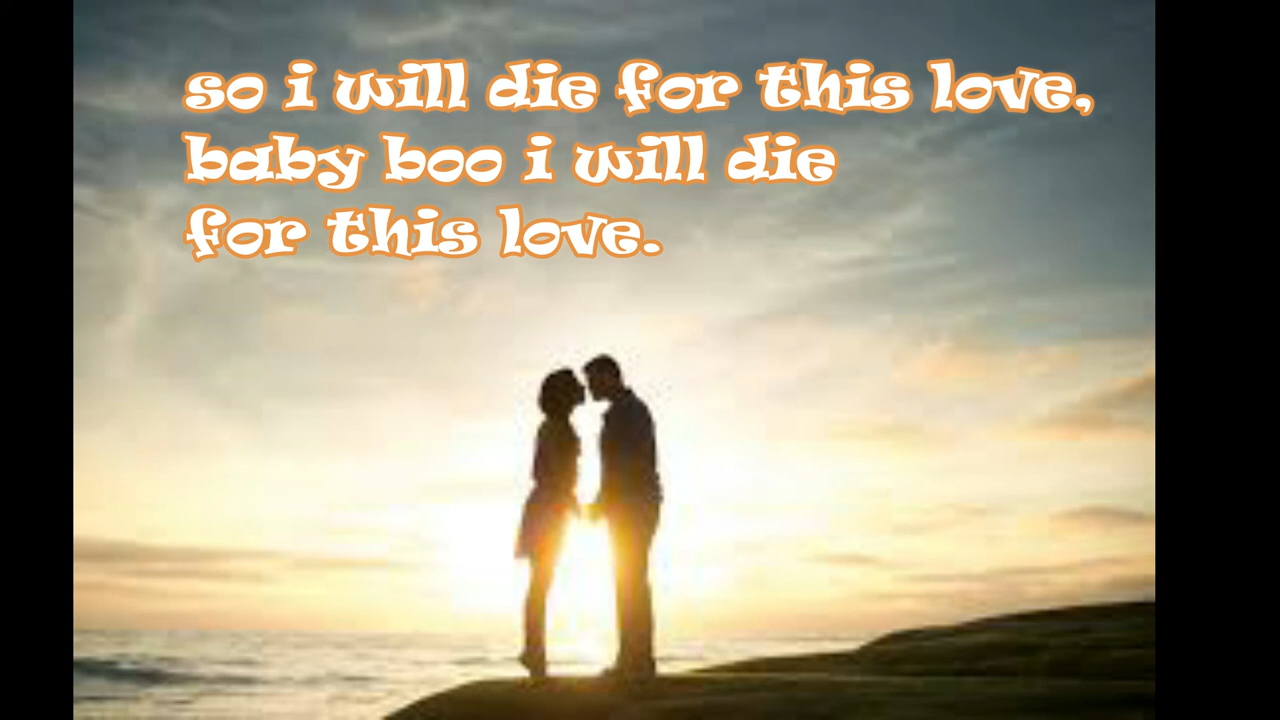 so i will die for this love,
baby boo i will die
for this love.